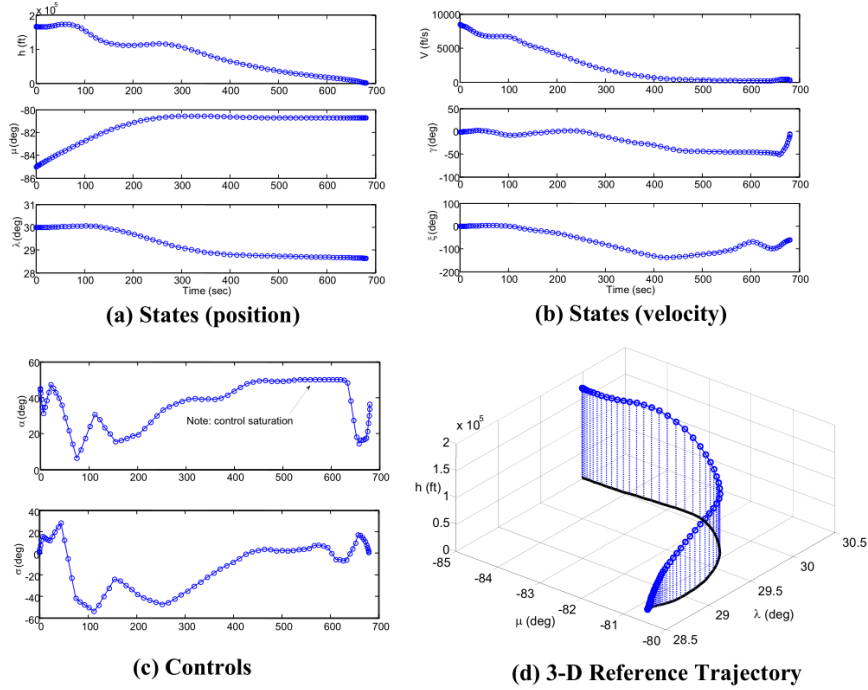 2 x 10^5
h (ft)
1
0
0 100 200 300 400 500 600 700
-80
-82
μ(deg)
-84
-86
0 100 200 300 400 500 600 700
31
30
λ(deg)
29
28
0 100 200 300 400 500 600 700
Time (sec)
(a) States (position)
10000
V (ft/s)
5000
0
0 100 200 300 400 500 600 700
50
0
γ(deg)
-50
-100
0 100 200 300 400 500 600 700
100
0
ξ(deg)
-100
-200
0 100 200 300 400 500 600 700
Time (sec)
(b) States (velocity)
60
40
α(deg)
20
0
Note: control saturation
0 100 200 300 400 500 600 700
40
20
0
σ(deg)
-20
-40
-60
0 100 200 300 400 500 600 700
(c) Controls
x 10^5
2
1.5
h (ft)
1
0.5
0
-85
-84
-83
-82
-81
-80
μ (deg)
28.5
29
29.5
30
30.5
λ (deg)
(d) 3-D Reference Trajectory